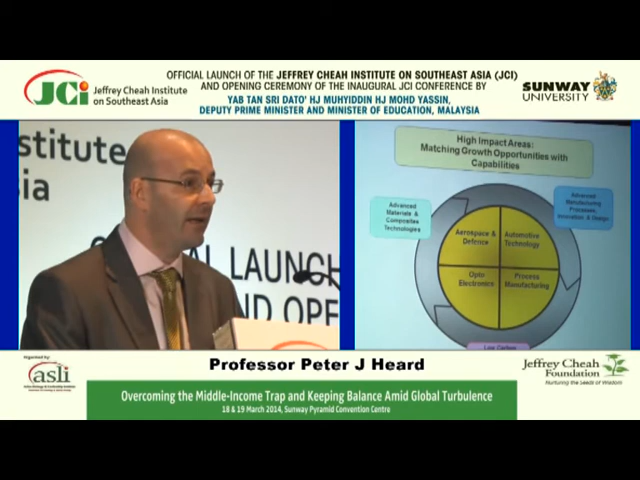 JCi
Jeffrey Cheah Institute
on Southeast Asia
OFFICIAL LAUNCH OF THE JEFFREY CHEAH INSTITUTE ON SOUTHEAST ASIA (JCI)
AND OPENING CEREMONY OF THE INAUGURAL JCI CONFERENCE BY
YAB TAN SRI DATO' HJ MUHYIDDIN HJ MOHD YASSIN,
DEPUTY PRIME MINISTER AND MINISTER OF EDUCATION, MALAYSIA
SUNWAY
UNIVERSITY
stitute
sia
LAUNCH
ND OPE
High Impact Areas:
Matching Growth Opportunities with
Capabilities
Advanced
Materials &
Composites
Technologies
Advanced
Manufacturing
Processes,
Innovation & Design
Aerospace &
Defence
Automotive
Technology
Opto
Electronics
Process
Manufacturing
Low Carbon
Organised by:
asli
Professor Peter J Heard
Jeffrey Cheah
Foundation
Nurturing the Seeds of Wisdom
Overcoming the Middle-Income Trap and Keeping Balance Amid Global Turbulence
18 & 19 March 2014, Sunway Pyramid Convention Centre